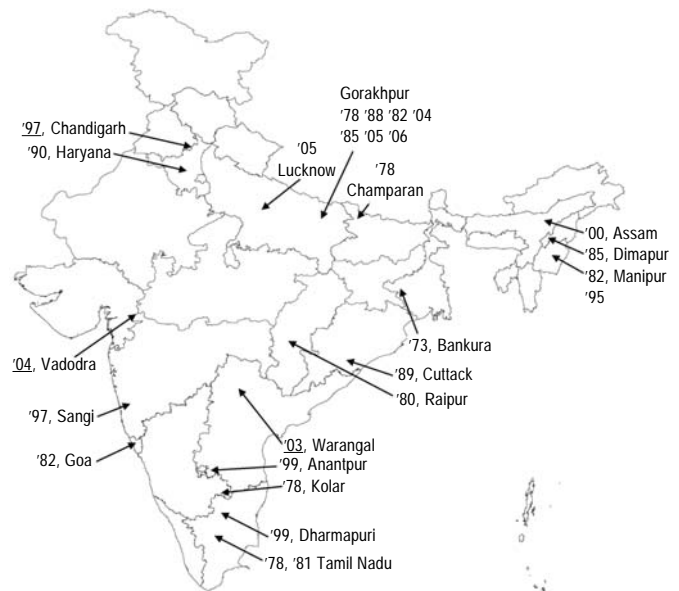 Gorakhpur
'78 '88 '82 '04
'85 '05 '06
'97, Chandigarh
'90, Haryana
'05
Lucknow
'78
Champaran
'00, Assam
'85, Dimapur
'82, Manipur
'95
'73, Bankura
'04, Vadodra
'89, Cuttack
'80, Raipur
'97, Sangi
'03, Warangal
'82, Goa
'99, Anantpur
'78, Kolar
'99, Dharmapuri
'78, '81 Tamil Nadu